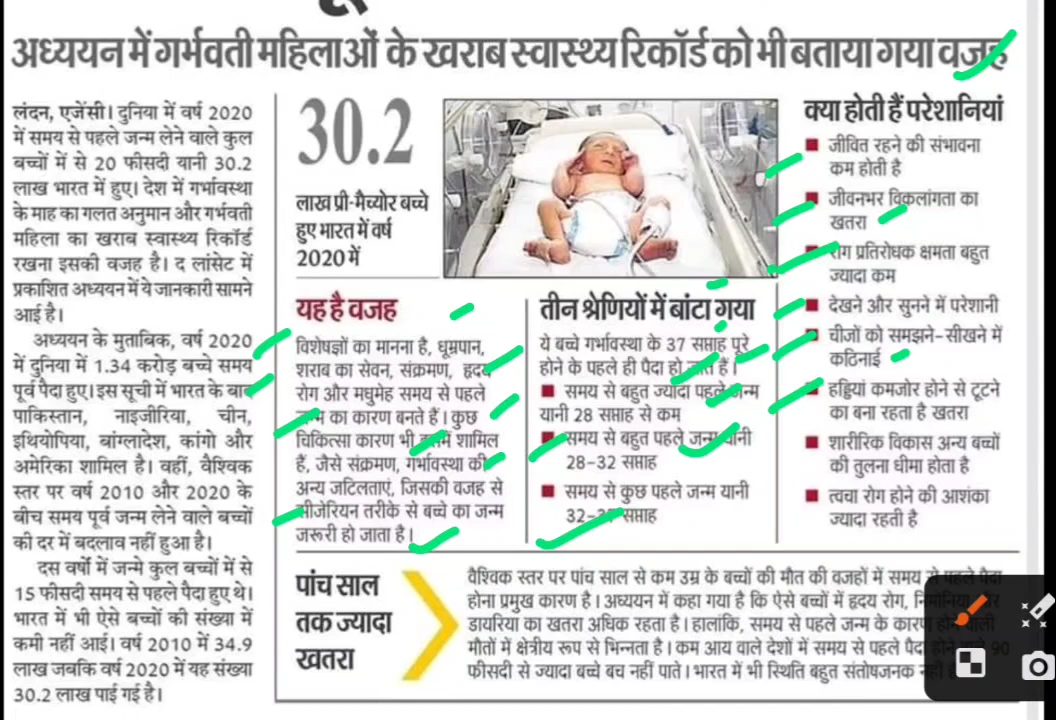 अध्ययन में गर्भवती महिलाओं के खराब स्वास्थ्य रिकॉर्ड को भी बताया गया वजह
लंदन, एजेंसी। दुनिया में वर्ष 2020
में समय से पहले जन्म लेने वाले कुल
बच्चों में से 20 फीसदी यानी 30.2
लाख भारत में हुए। देश में गर्भावस्था
के माह का गलत अनुमान और गर्भवती
महिला का खराब स्वास्थ्य रिकॉर्ड
रखना इसकी वजह है। द लांसेट में
प्रकाशित अध्ययन में ये जानकारी सामने
आई है।
अध्ययन के मुताबिक, वर्ष 2020
में दुनिया में 1.34 करोड़ बच्चे समय
पूर्व पैदा हुए। इस सूची में भारत के बाद
पाकिस्तान, नाइजीरिया, चीन,
इथियोपिया, बांग्लादेश, कांगो और
अमेरिका शामिल है। वहीं, वैश्विक
स्तर पर वर्ष 2010 और 2020 के
बीच समय पूर्व जन्म लेने वाले बच्चों
की दर में बदलाव नहीं हुआ है।
दस वर्षो में जन्मे कुल बच्चों में से
15 फीसदी समय से पहले पैदा हुए थे।
भारत में भी ऐसे बच्चों की संख्या में
कमी नहीं आई। वर्ष 2010 में 34.9
लाख जबकि वर्ष 2020 में यह संख्या
30.2 लाख पाई गई है।
30.2
लाख प्री-मैच्योर बच्चे
हुए भारत में वर्ष
2020 में
यह है वजह
विशेषज्ञों का मानना है, धूम्रपान,
शराब का सेवन, संक्रमण, हृदय
रोग और मधुमेह समय से पहले
जन्म का कारण बनते हैं। कुछ
चिकित्सा कारण भी इसमें शामिल
हैं, जैसे संक्रमण, गर्भावस्था की
अन्य जटिलताएं, जिसकी वजह से
सीजेरियन तरीके से बच्चे का जन्म
जरूरी हो जाता है।
तीन श्रेणियों में बांटा गया
ये बच्चे गर्भावस्था के 37 सप्ताह पूरे
होने के पहले ही पैदा हो जाते हैं।
समय से बहुत ज्यादा पहले जन्म
यानी 28 सप्ताह से कम
समय से बहुत पहले जन्म यानी
28-32 सप्ताह
समय से कुछ पहले जन्म यानी
32-37 सप्ताह
क्या होती हैं परेशानियां
जीवित रहने की संभावना
कम होती है
जीवनभर विकलांगता का
खतरा
रोग प्रतिरोधक क्षमता बहुत
ज्यादा कम
देखने और सुनने में परेशानी
चीजों को समझने-सीखने में
कठिनाई
हड्डियां कमजोर होने से टूटने
का बना रहता है खतरा
शारीरिक विकास अन्य बच्चों
की तुलना धीमा होता है
त्वचा रोग होने की आशंका
ज्यादा रहती है
पांच साल
तक ज्यादा
खतरा
वैश्विक स्तर पर पांच साल से कम उम्र के बच्चों की मौत की वजहों में समय से पहले पैदा
होना प्रमुख कारण है। अध्ययन में कहा गया है कि ऐसे बच्चों में हृदय रोग, निमोनिया और
डायरिया का खतरा अधिक रहता है। हालांकि, समय से पहले जन्म के कारण होने वाली
मौतों में क्षेत्रीय रूप से भिन्नता है। कम आय वाले देशों में समय से पहले पैदा होने वाले 90
फीसदी से ज्यादा बच्चे बच नहीं पाते। भारत में भी स्थिति बहुत संतोषजनक नहीं